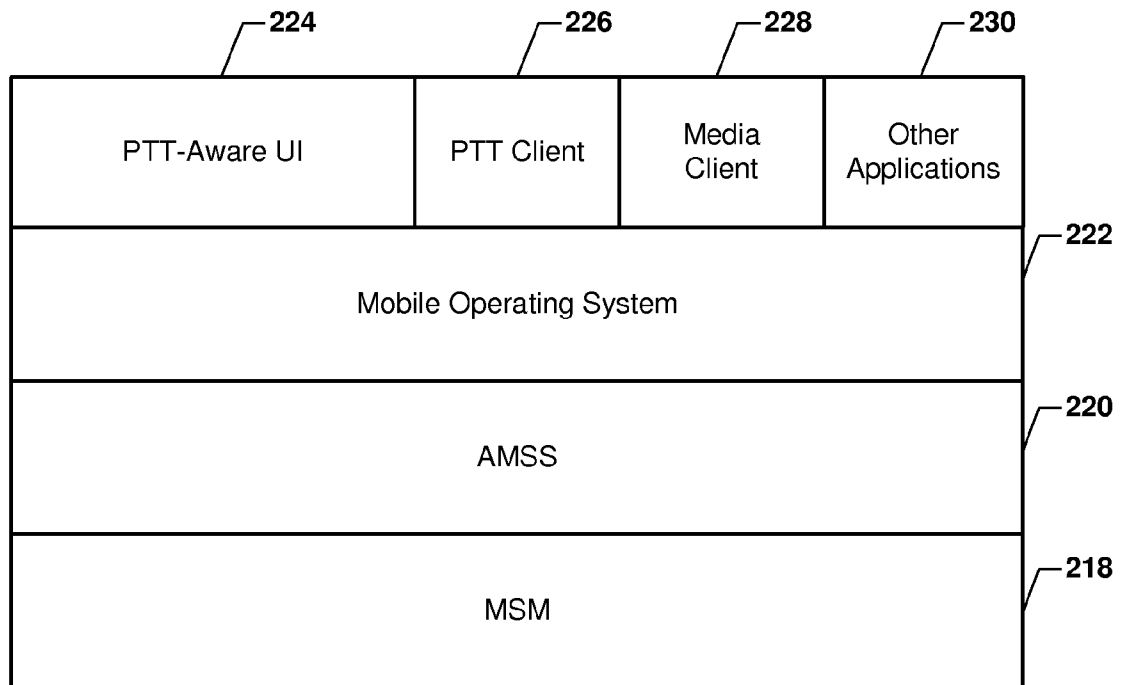 224
226
228
230
PTT-Aware UI
PTT Client
Media
Client
Other
Applications
222
Mobile Operating System
220
AMSS
218
MSM